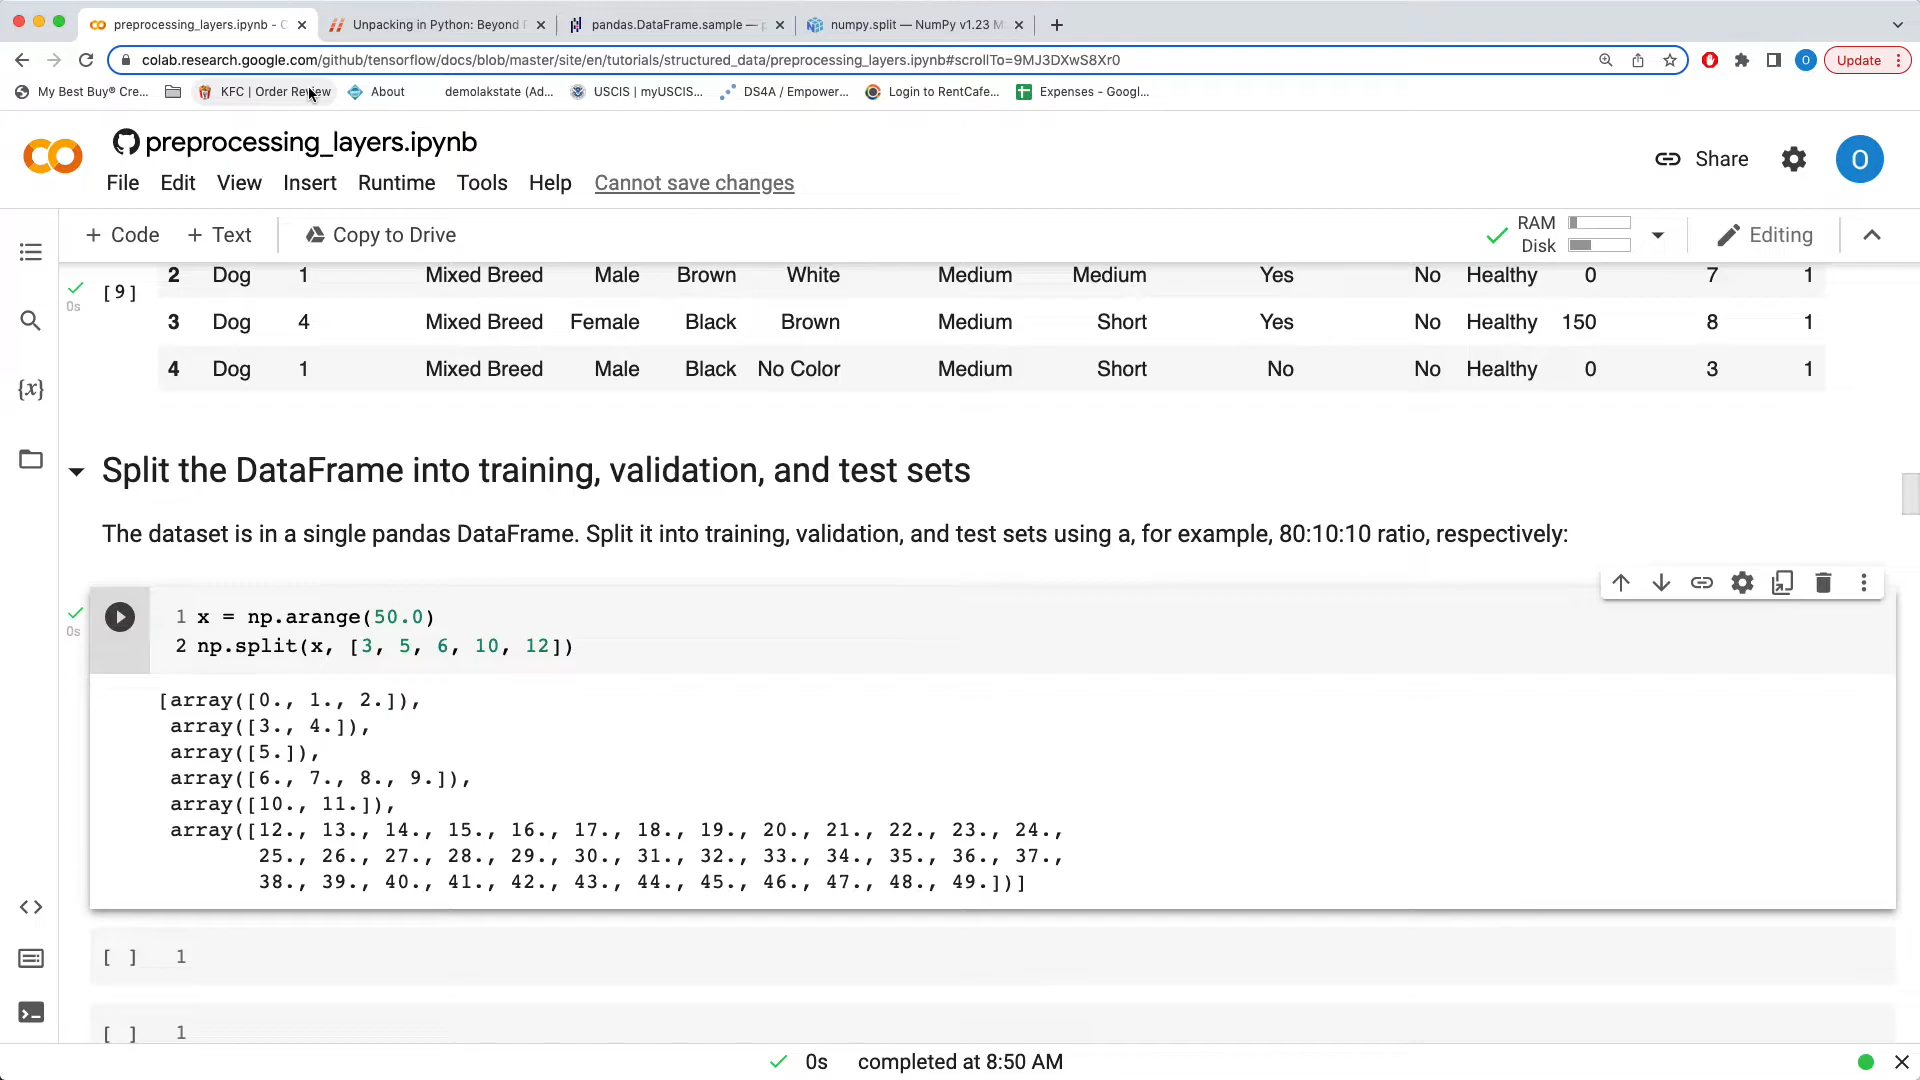 preprocessing_layers.ipynb - C
Unpacking in Python: Beyond
pandas.DataFrame.sample —
numpy.split — NumPy v1.23 M
colab.research.google.com/github/tensorflow/docs/blob/master/site/en/tutorials/structured_data/preprocessing_layers.ipynb#scrollTo=9MJ3DXwS8Xr0
O
Update
My Best Buy® Cre...
KFC | Order Review
About
demolakstate (Ad...
USCIS | myUSCIS...
DS4A / Empower...
Login to RentCafe...
Expenses - Googl...
preprocessing_layers.ipynb
Share
O
File Edit View Insert Runtime Tools Help Cannot save changes
+ Code + Text Copy to Drive
RAM
Disk
Editing
[9]
0s
2 Dog 1 Mixed Breed Male Brown White Medium Medium Yes No Healthy 0 7 1
3 Dog 4 Mixed Breed Female Black Brown Medium Short Yes No Healthy 150 8 1
4 Dog 1 Mixed Breed Male Black No Color Medium Short No No Healthy 0 3 1
{x}
Split the DataFrame into training, validation, and test sets
The dataset is in a single pandas DataFrame. Split it into training, validation, and test sets using a, for example, 80:10:10 ratio, respectively:
0s
1 x = np.arange(50.0)
2 np.split(x, [3, 5, 6, 10, 12])
[array([0., 1., 2.]),
array([3., 4.]),
array([5.]),
array([6., 7., 8., 9.]),
array([10., 11.]),
array([12., 13., 14., 15., 16., 17., 18., 19., 20., 21., 22., 23., 24.,
25., 26., 27., 28., 29., 30., 31., 32., 33., 34., 35., 36., 37.,
38., 39., 40., 41., 42., 43., 44., 45., 46., 47., 48., 49.])]
[ ] 1
[ ] 1
0s completed at 8:50 AM